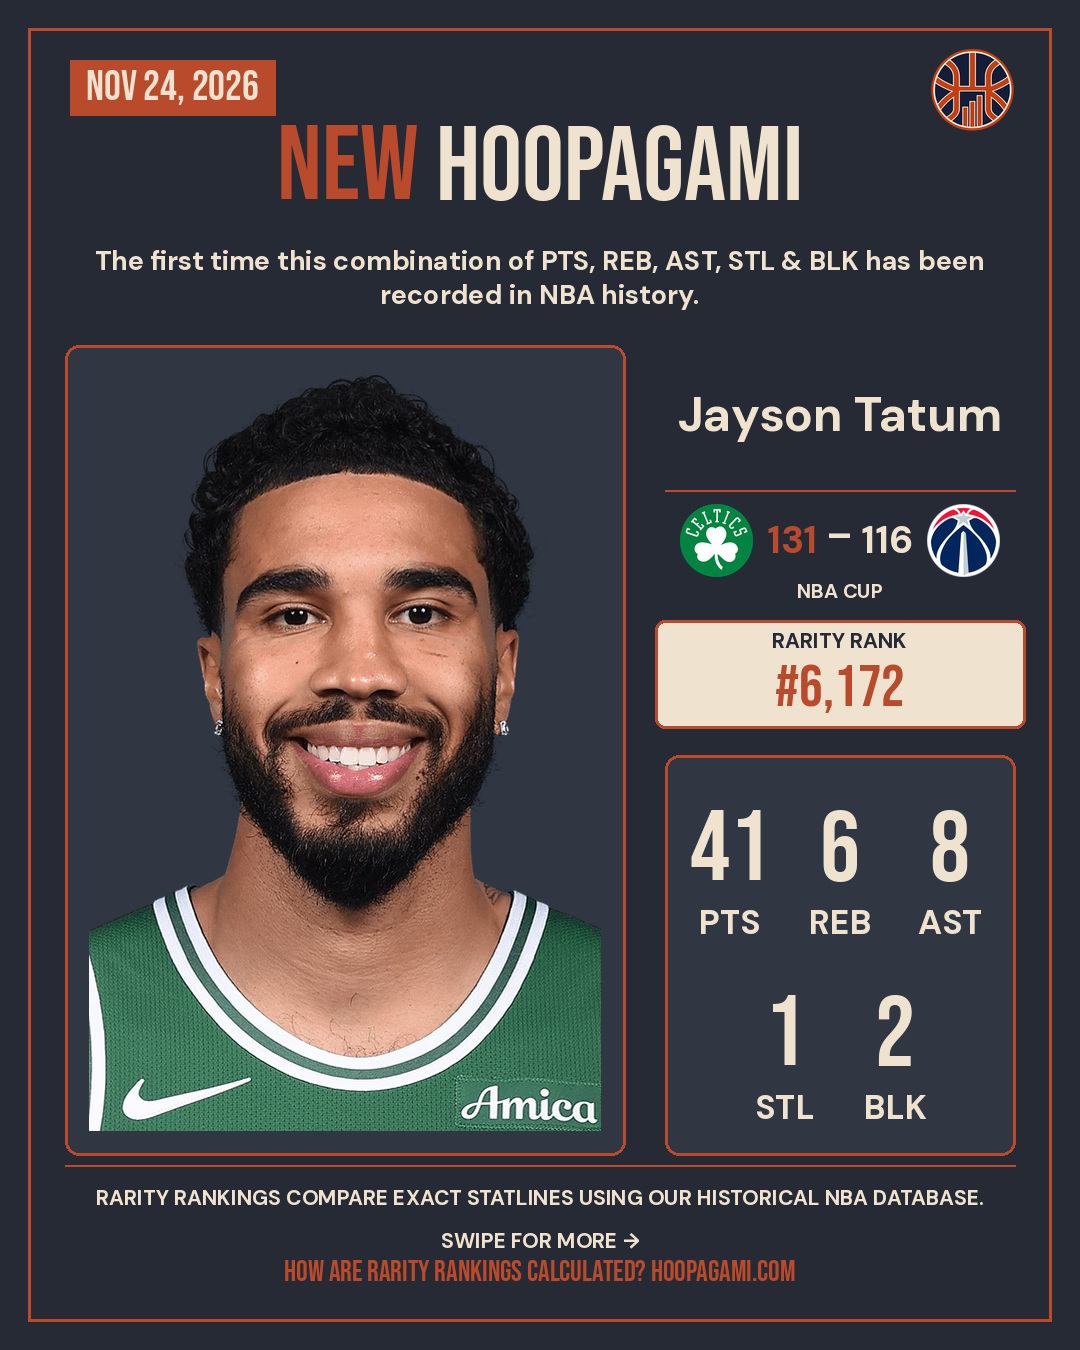 NOV 24, 2026
NEW HOOPAGAMI
The first time this combination of PTS, REB, AST, STL & BLK has been
recorded in NBA history.
Jayson Tatum
CELTICS
131 – 116
NBA CUP
RARITY RANK
#6,172
41 6 8
PTS REB AST
1 2
STL BLK
Amica
RARITY RANKINGS COMPARE EXACT STATLINES USING OUR HISTORICAL NBA DATABASE.
SWIPE FOR MORE →
HOW ARE RARITY RANKINGS CALCULATED? HOOPAGAMI.COM